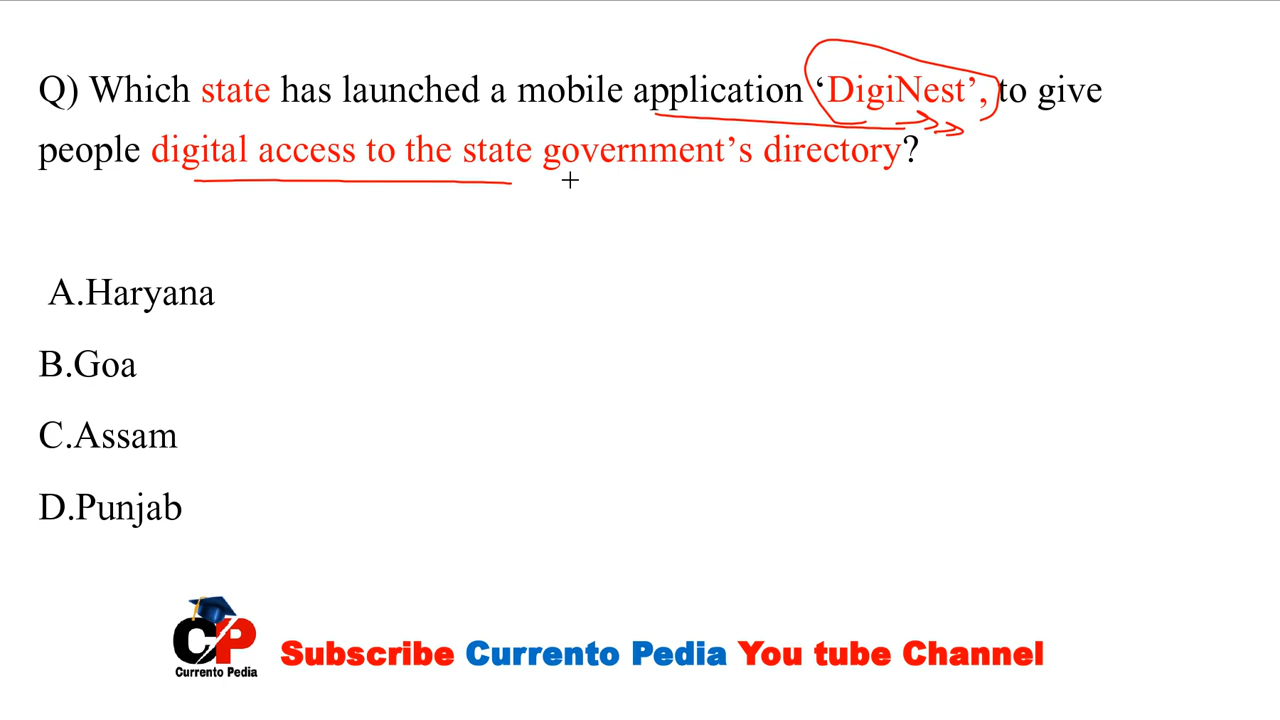 Q) Which state has launched a mobile application ‘DigiNest’, to give
people digital access to the state government’s directory?
A.Haryana
B.Goa
C.Assam
D.Punjab
CP
Currento Pedia
Subscribe Currento Pedia You tube Channel